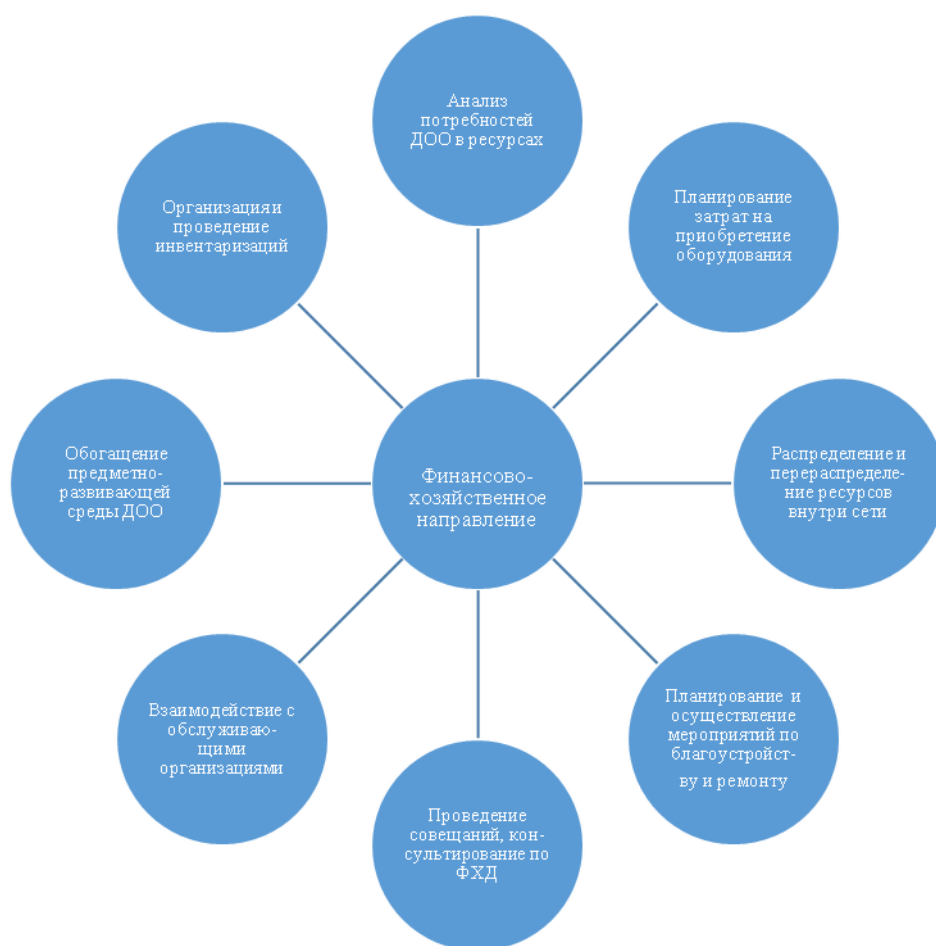 Анализ
потребностей
ДОО в ресурсах
Планирование
затрат на
приобретение
оборудования
Распределение и
перераспределе-
ние ресурсов
внутри сети
Планирование и
осуществление
мероприятий по
благоустройст-
ву и ремонту
Проведение
совещаний, кон-
сультирование по
ФХД
Взаимодействие с
обслуживаю-
щими
организациями
Обогащение
предметно-
развивающей
среды ДОО
Организация и
проведение
инвентаризаций
Финансово-
хозяйственное
направление